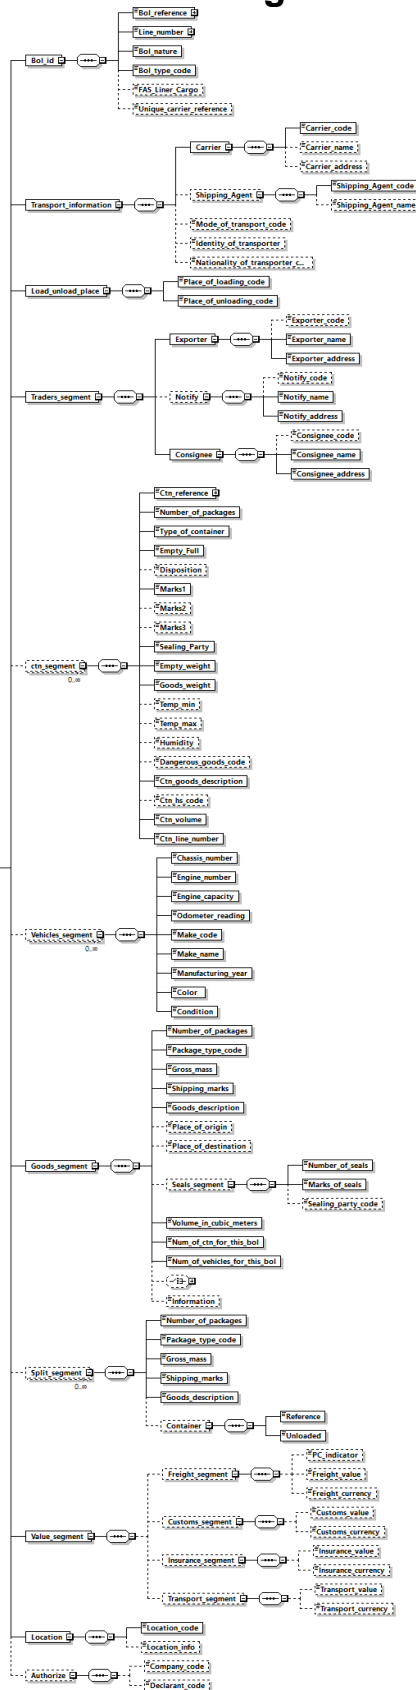 Bol_reference
Line_number
Bol_nature
Bol_id
Bol_type_code
FAS_Liner_Cargo
Unique_carrier_reference
Carrier_code
Carrier
Carrier_name
Carrier_address
Shipping_Agent_code
Shipping_Agent
Transport_information
Shipping_Agent_name
Mode_of_transport_code
Identity_of_transporter
Nationality_of_transporter_c...
Place_of_loading_code
Load_unload_place
Place_of_unloading_code
Exporter_code
Exporter
Exporter_name
Exporter_address
Notify_code
Traders_segment
Notify
Notify_name
Notify_address
Consignee_code
Consignee
Consignee_name
Consignee_address
Ctn_reference
Number_of_packages
Type_of_container
Empty_Full
Disposition
Marks1
Marks2
Marks3
Sealing_Party
ctn_segment
Empty_weight
0..∞
Goods_weight
Temp_min
Temp_max
Humidity
Dangerous_goods_code
Ctn_goods_description
Ctn_hs_code
Ctn_volume
Ctn_line_number
Chassis_number
Engine_number
Engine_capacity
Odometer_reading
Vehicles_segment
Make_code
0..∞
Make_name
Manufacturing_year
Color
Condition
Number_of_packages
Package_type_code
Gross_mass
Shipping_marks
Goods_description
Place_of_origin
Place_of_destination
Goods_segment
Number_of_seals
Seals_segment
Marks_of_seals
Sealing_party_code
Volume_in_cubic_meters
Num_of_ctn_for_this_bol
Num_of_vehicles_for_this_bol
Information
Number_of_packages
Package_type_code
Gross_mass
Split_segment
Shipping_marks
0..∞
Goods_description
Reference
Container
Unloaded
PC_indicator
Freight_segment
Freight_value
Freight_currency
Customs_value
Customs_segment
Customs_currency
Value_segment
Insurance_value
Insurance_segment
Insurance_currency
Transport_value
Transport_segment
Transport_currency
Location_code
Location
Location_info
Company_code
Authorize
Declarant_code